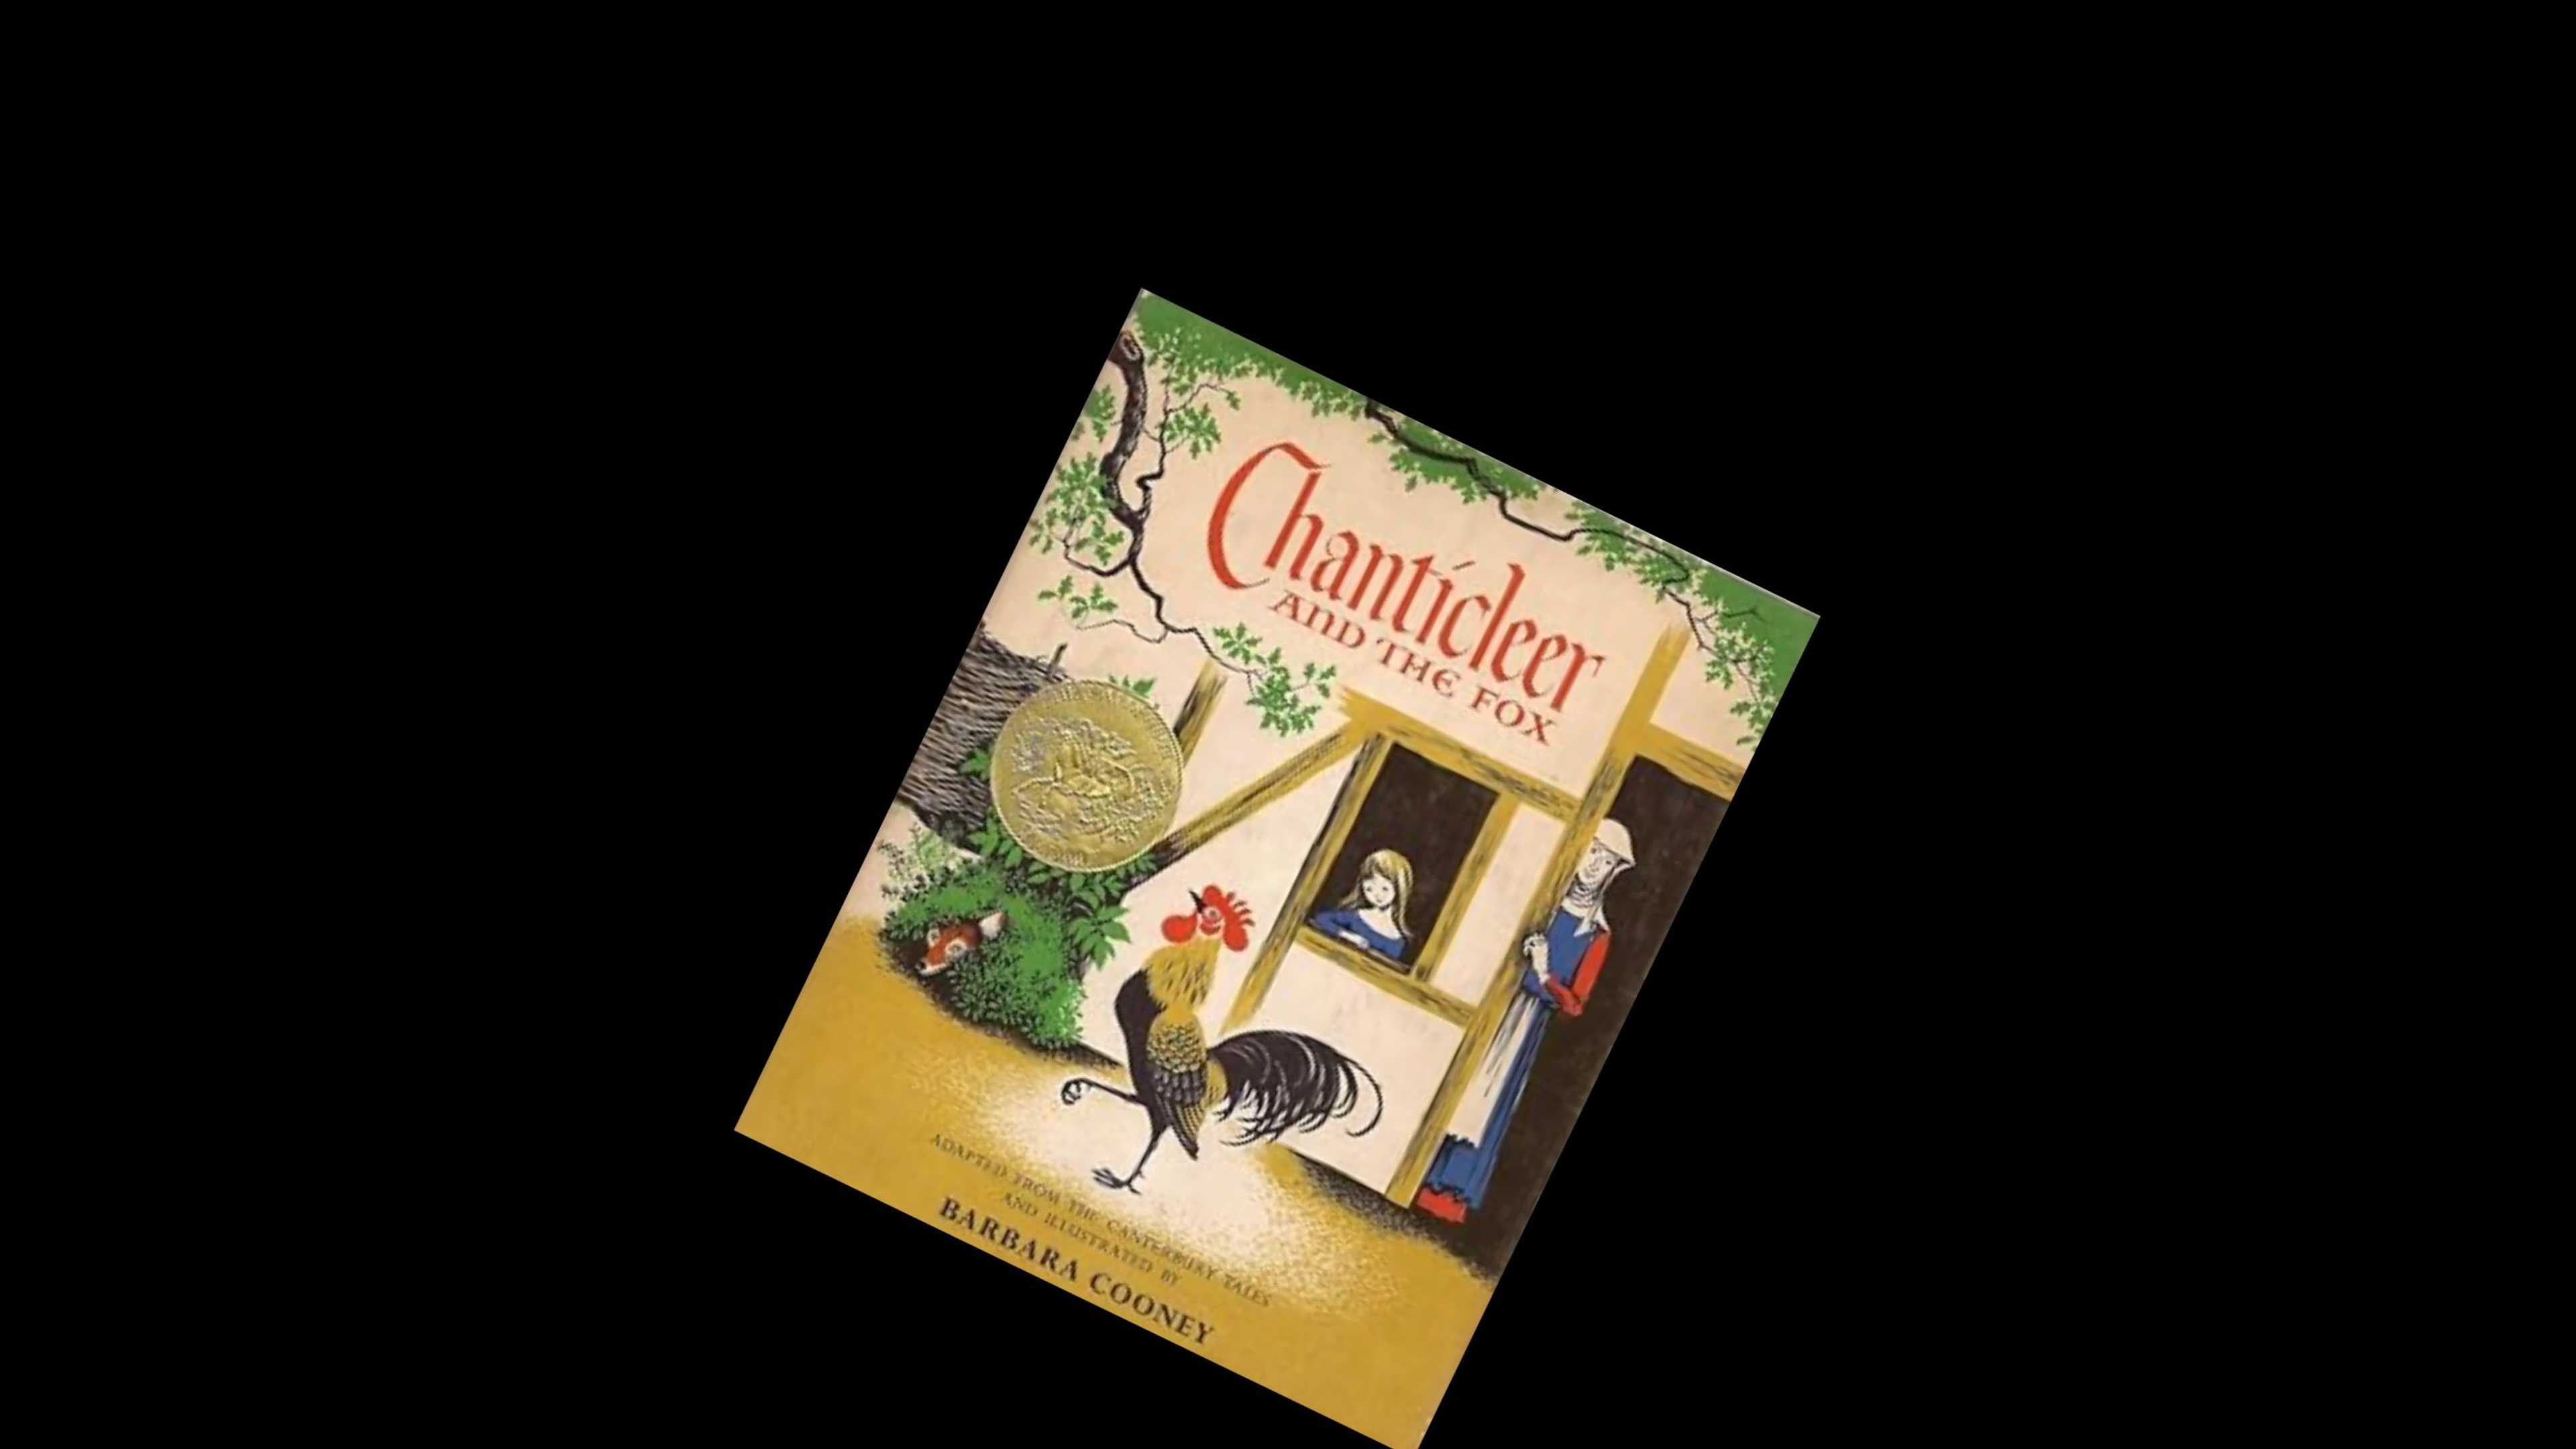 Chanticleer
AND THE FOX
ADAPTED FROM THE CANTERBURY TALES
AND ILLUSTRATED BY
BARBARA COONEY